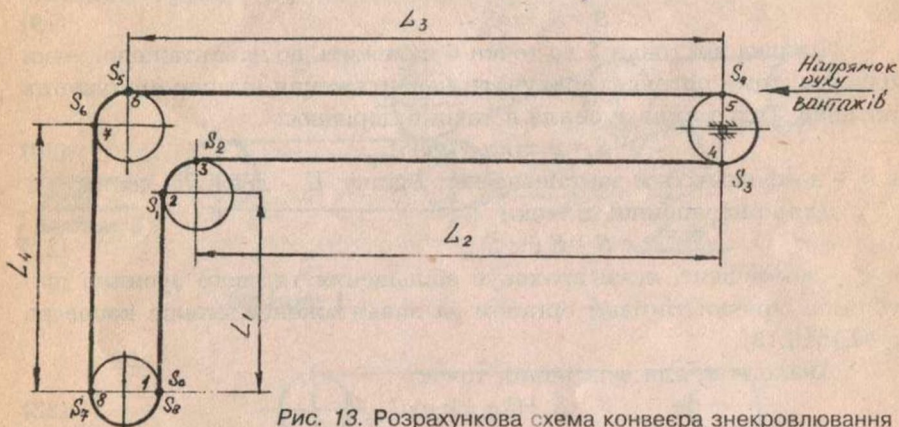 L₃
S₅
6
S₄
5
Напрямок
руху
вантажів
S₆
7
S₂
3
4
S₃
S₁
2
L₄
L₂
L₁
8
1
S₀
S₇
S₈
Рис. 13. Розрахункова схема конвеєра знекровлювання